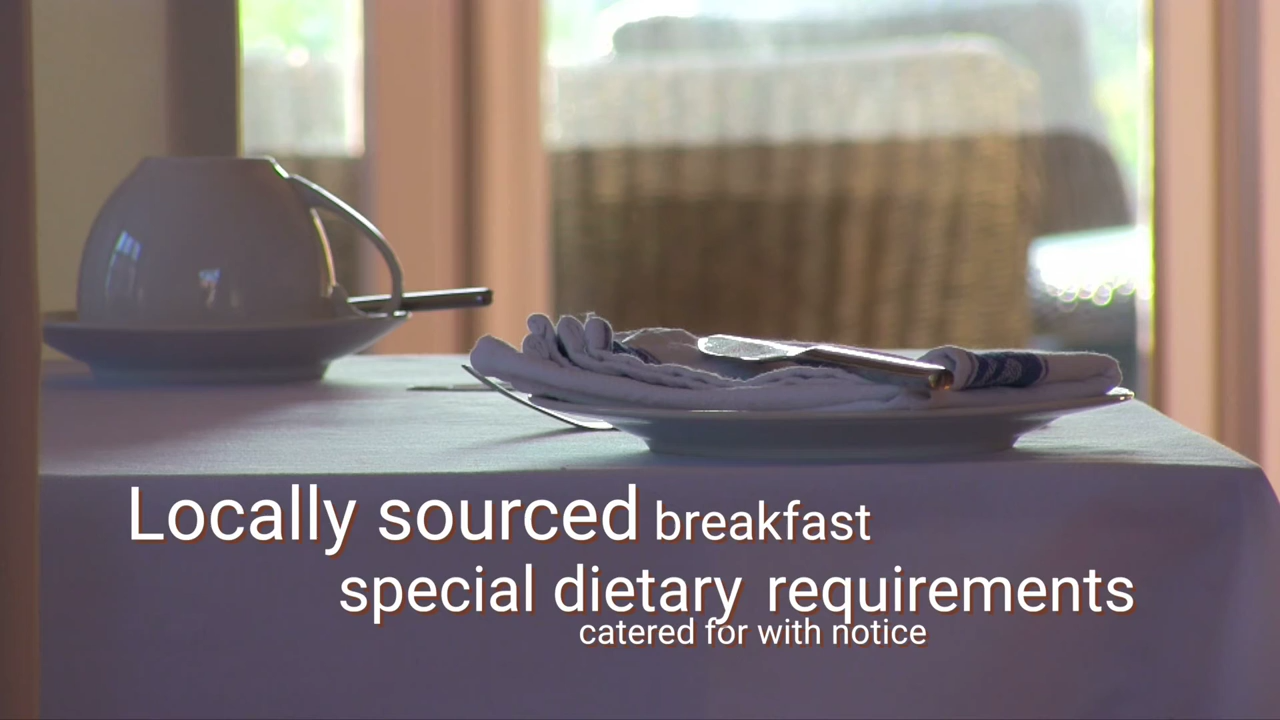 Locally sourced breakfast
special dietary requirements
catered for with notice